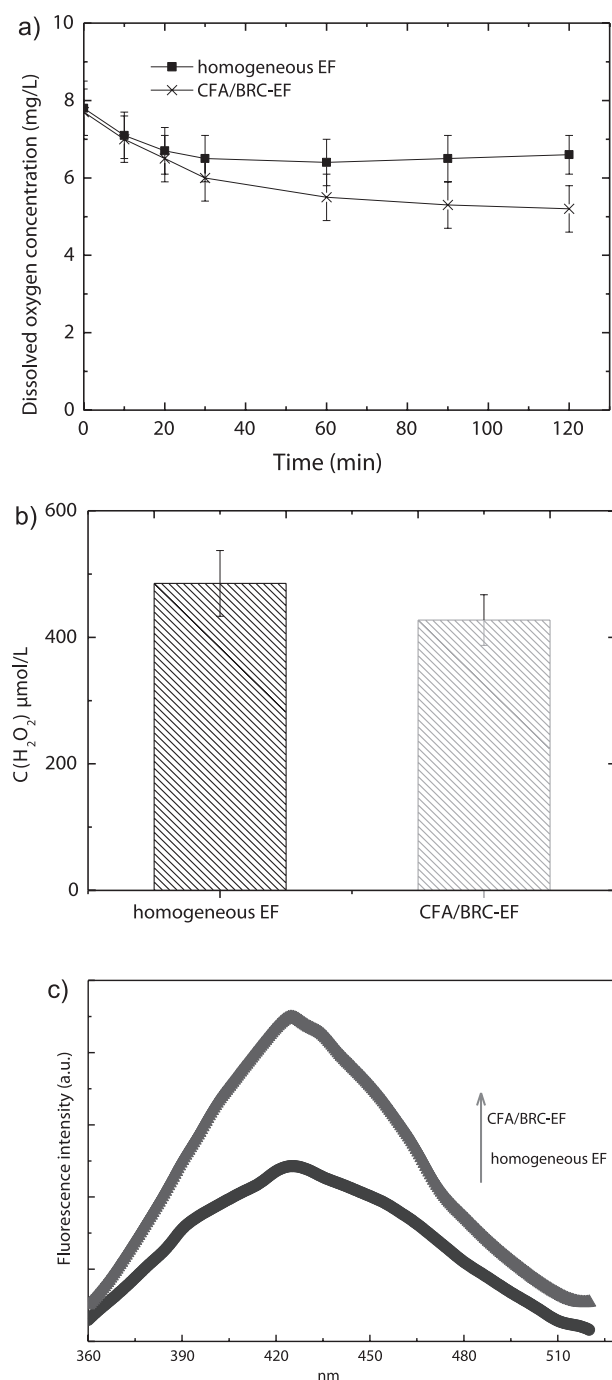 a)
10
8
6
4
2
0
Dissolved oxygen concentration (mg/L)
homogeneous EF
CFA/BRC-EF
0 20 40 60 80 100 120
Time (min)
b)
600
400
200
0
C(H₂O₂) μmol/L
homogeneous EF CFA/BRC-EF
c)
Fluorescence intensity (a.u.)
CFA/BRC-EF
homogeneous EF
360 390 420 450 480 510
nm